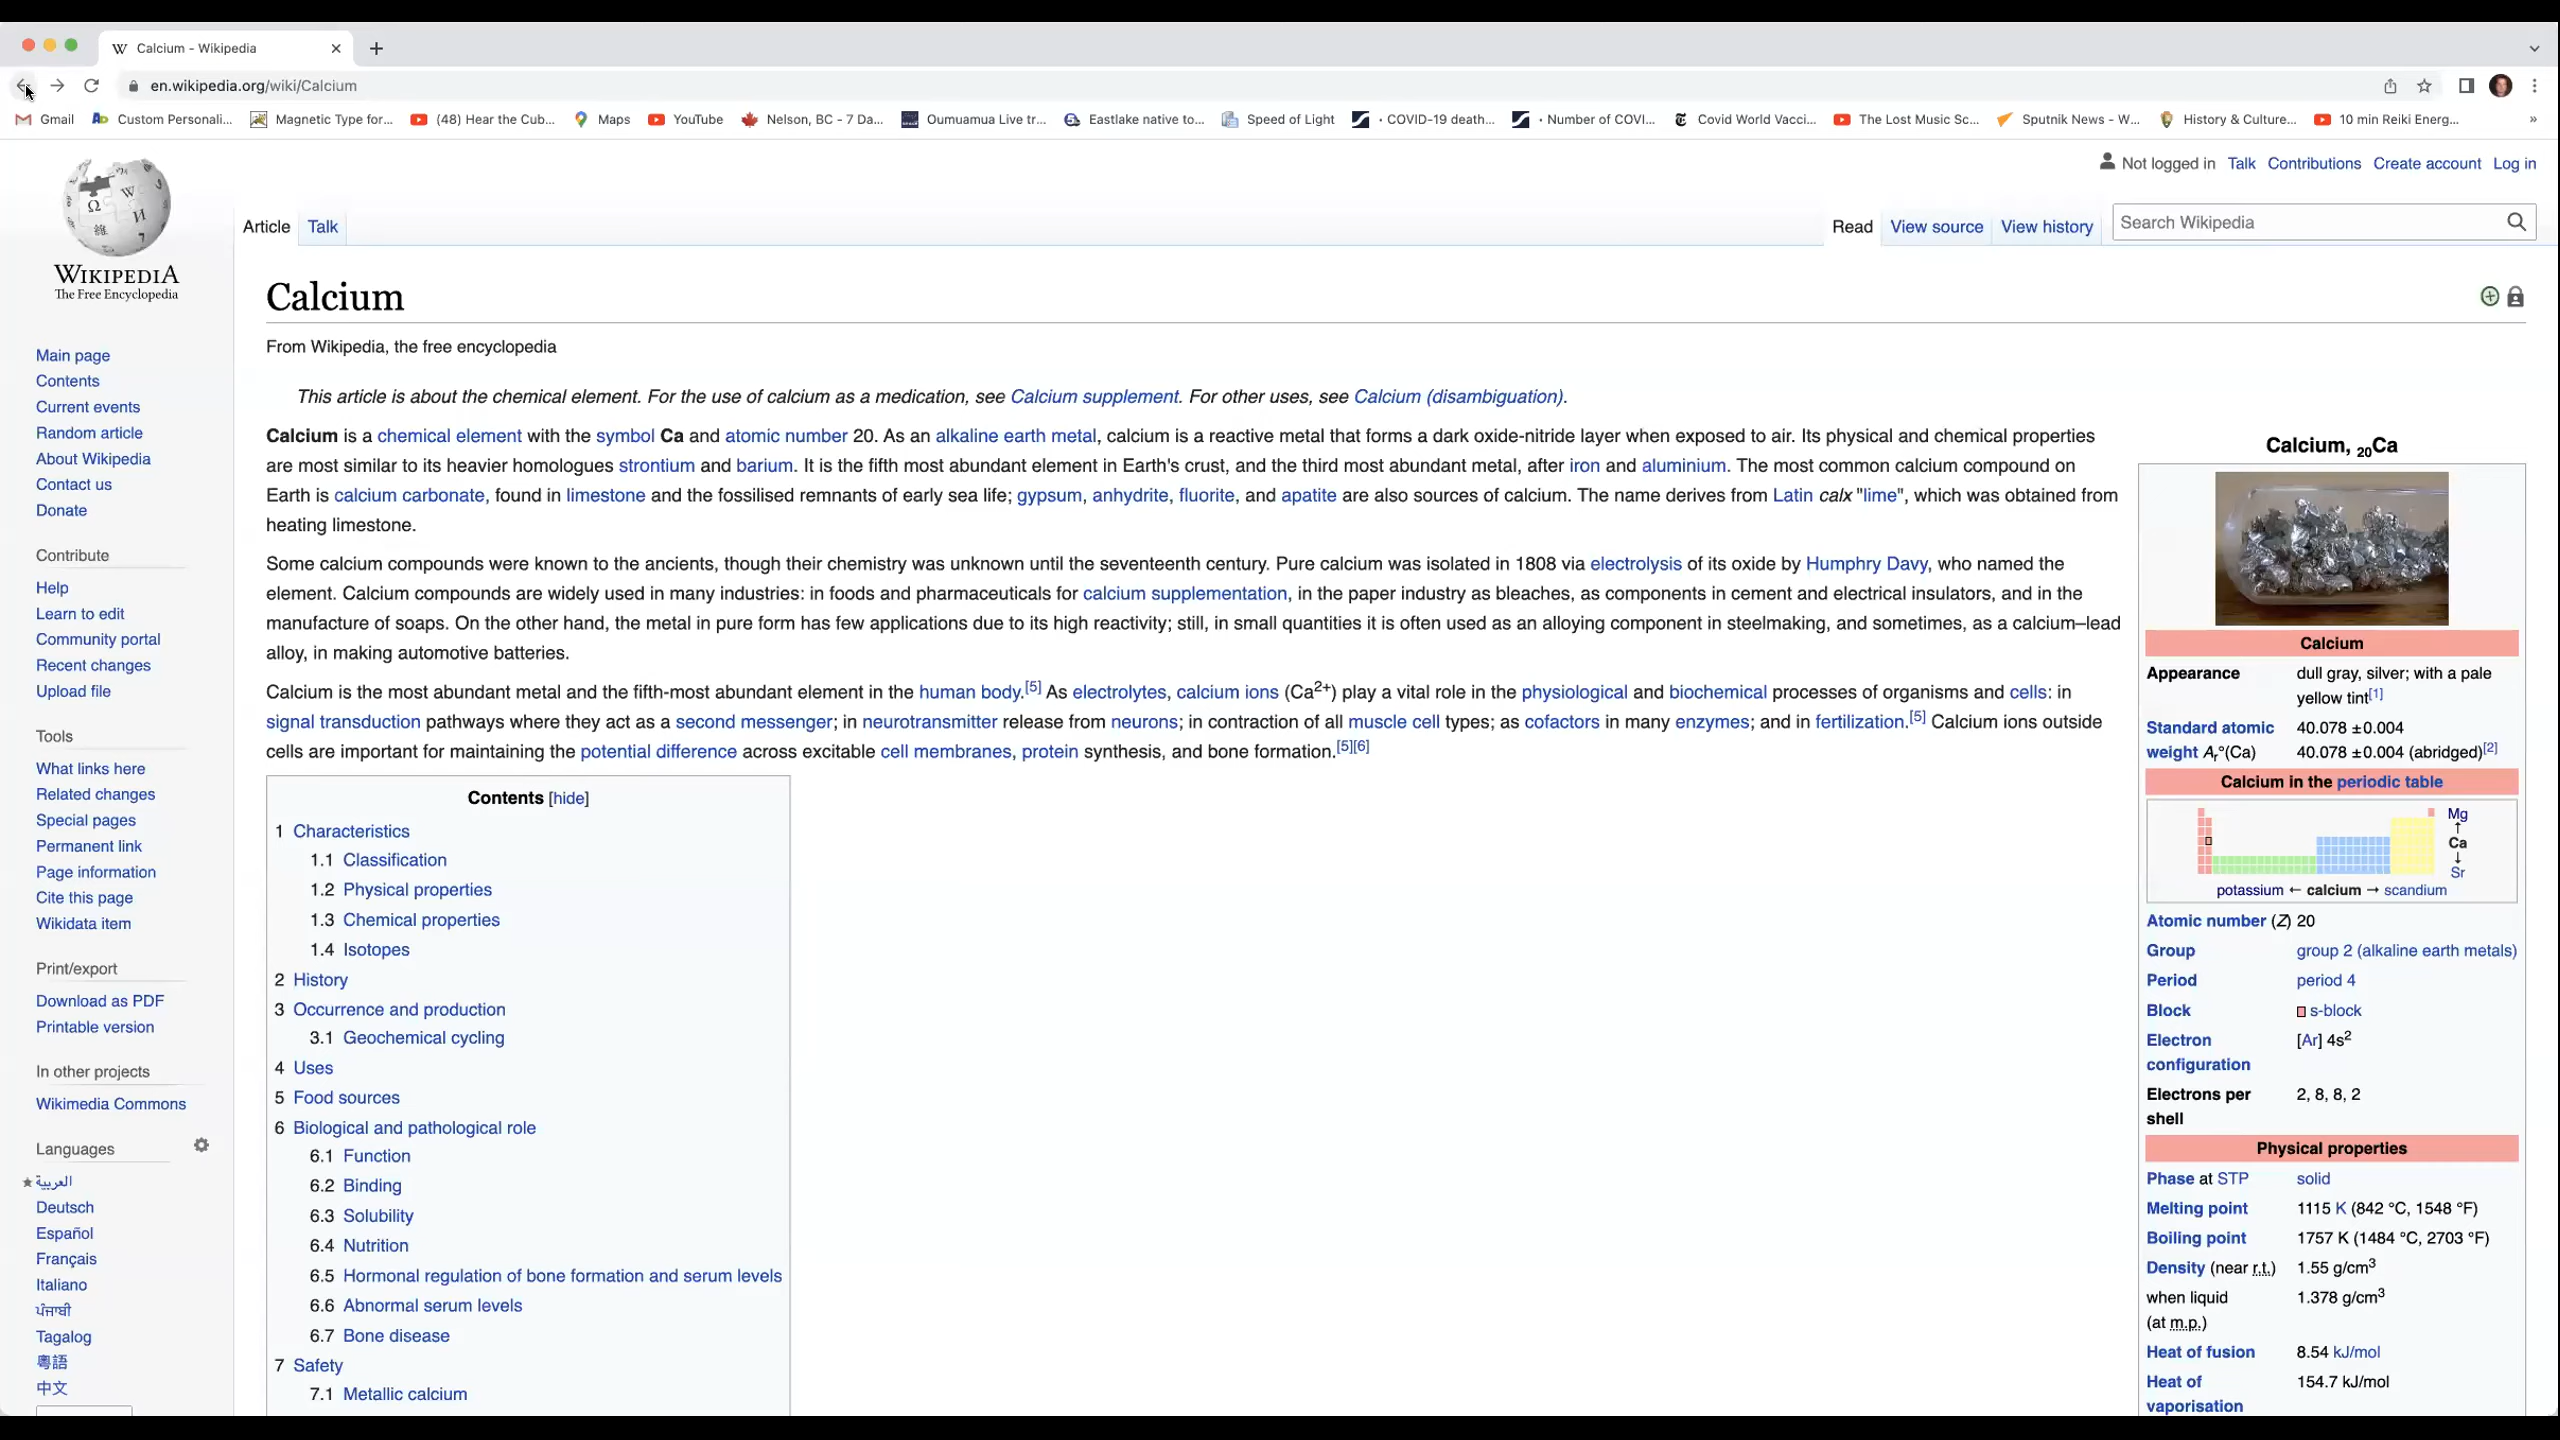 Calcium - Wikipedia
en.wikipedia.org/wiki/Calcium
Gmail
Custom Personali...
Magnetic Type for...
(48) Hear the Cub...
Maps
YouTube
Nelson, BC - 7 Da...
Oumuamua Live tr...
Eastlake native to...
Speed of Light
· COVID-19 death...
· Number of COVI...
Covid World Vacci...
The Lost Music Sc...
Sputnik News - W...
History & Culture...
10 min Reiki Energ...
»
Not logged in Talk Contributions Create account Log in
WIKIPEDIA
The Free Encyclopedia
Article Talk
Read View source View history
Search Wikipedia
Main page
Contents
Current events
Random article
About Wikipedia
Contact us
Donate
Contribute
Help
Learn to edit
Community portal
Recent changes
Upload file
Tools
What links here
Related changes
Special pages
Permanent link
Page information
Cite this page
Wikidata item
Print/export
Download as PDF
Printable version
In other projects
Wikimedia Commons
Languages
العربية
Deutsch
Español
Français
Italiano
ਪੰਜਾਬੀ
Tagalog
粵語
中文
Calcium
From Wikipedia, the free encyclopedia
This article is about the chemical element. For the use of calcium as a medication, see Calcium supplement. For other uses, see Calcium (disambiguation).
Calcium is a chemical element with the symbol Ca and atomic number 20. As an alkaline earth metal, calcium is a reactive metal that forms a dark oxide-nitride layer when exposed to air. Its physical and chemical properties
are most similar to its heavier homologues strontium and barium. It is the fifth most abundant element in Earth's crust, and the third most abundant metal, after iron and aluminium. The most common calcium compound on
Earth is calcium carbonate, found in limestone and the fossilised remnants of early sea life; gypsum, anhydrite, fluorite, and apatite are also sources of calcium. The name derives from Latin calx "lime", which was obtained from
heating limestone.
Some calcium compounds were known to the ancients, though their chemistry was unknown until the seventeenth century. Pure calcium was isolated in 1808 via electrolysis of its oxide by Humphry Davy, who named the
element. Calcium compounds are widely used in many industries: in foods and pharmaceuticals for calcium supplementation, in the paper industry as bleaches, as components in cement and electrical insulators, and in the
manufacture of soaps. On the other hand, the metal in pure form has few applications due to its high reactivity; still, in small quantities it is often used as an alloying component in steelmaking, and sometimes, as a calcium–lead
alloy, in making automotive batteries.
Calcium is the most abundant metal and the fifth-most abundant element in the human body.[5] As electrolytes, calcium ions (Ca2+) play a vital role in the physiological and biochemical processes of organisms and cells: in
signal transduction pathways where they act as a second messenger; in neurotransmitter release from neurons; in contraction of all muscle cell types; as cofactors in many enzymes; and in fertilization.[5] Calcium ions outside
cells are important for maintaining the potential difference across excitable cell membranes, protein synthesis, and bone formation.[5][6]
Contents [hide]
1 Characteristics
1.1 Classification
1.2 Physical properties
1.3 Chemical properties
1.4 Isotopes
2 History
3 Occurrence and production
3.1 Geochemical cycling
4 Uses
5 Food sources
6 Biological and pathological role
6.1 Function
6.2 Binding
6.3 Solubility
6.4 Nutrition
6.5 Hormonal regulation of bone formation and serum levels
6.6 Abnormal serum levels
6.7 Bone disease
7 Safety
7.1 Metallic calcium
Calcium, 20Ca
Calcium
Appearance dull gray, silver; with a pale
yellow tint[1]
Standard atomic 40.078 ±0.004
weight Ar°(Ca) 40.078 ±0.004 (abridged)[2]
Calcium in the periodic table
Mg
↑
Ca
↓
Sr
potassium ← calcium → scandium
Atomic number (Z) 20
Group group 2 (alkaline earth metals)
Period period 4
Block s-block
Electron [Ar] 4s2
configuration
Electrons per 2, 8, 8, 2
shell
Physical properties
Phase at STP solid
Melting point 1115 K (842 °C, 1548 °F)
Boiling point 1757 K (1484 °C, 2703 °F)
Density (near r.t.) 1.55 g/cm3
when liquid 1.378 g/cm3
(at m.p.)
Heat of fusion 8.54 kJ/mol
Heat of 154.7 kJ/mol
vaporisation